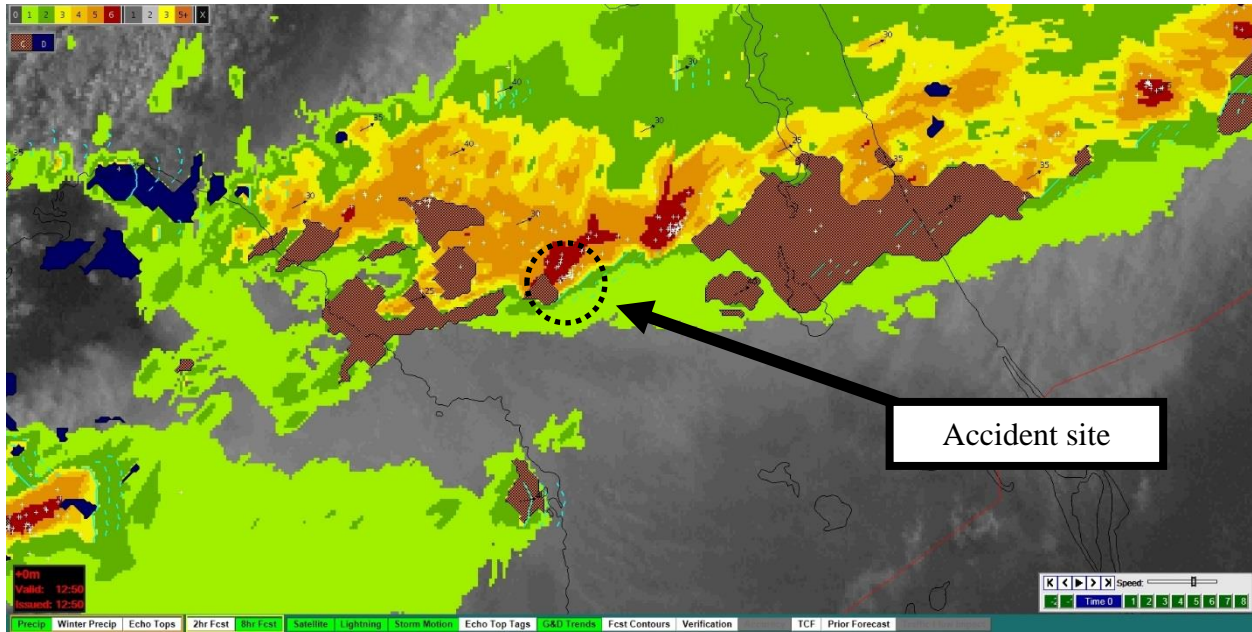 0 1 2 3 4 5 6 1 2 3 5+ X
G D
30
30
40
35
35
40
25
35
30
30
35
35
25
Accident site
+0m
Valid: 12:50
Issued: 12:50
Speed:
-2 -1 Time 0 1 2 3 4 5 6 7 8
Precip Winter Precip Echo Tops 2hr Fcst 8hr Fcst Satellite Lightning Storm Motion Echo Top Tags G&D Trends Fcst Contours Verification TCF Prior Forecast